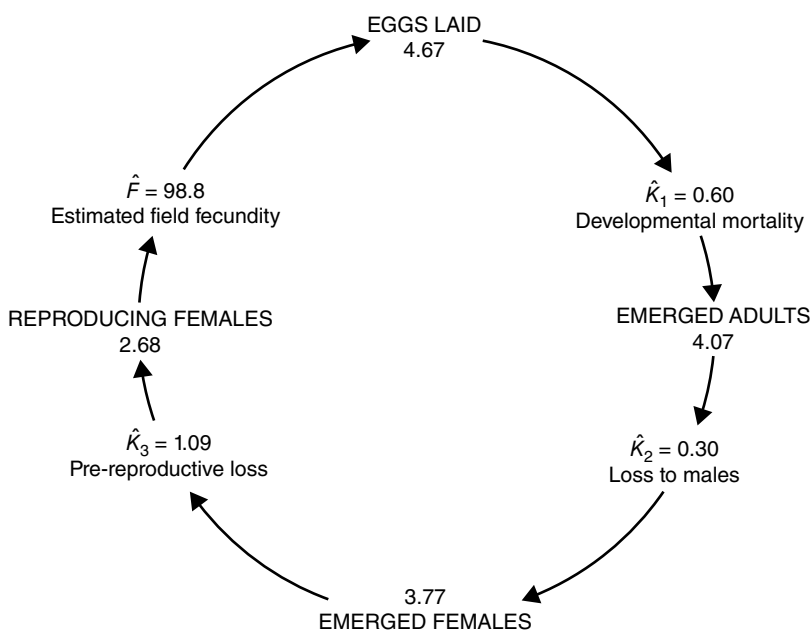 EGGS LAID
4.67
F̂ = 98.8
Estimated field fecundity
K̂₁ = 0.60
Developmental mortality
REPRODUCING FEMALES
2.68
EMERGED ADULTS
4.07
K̂₃ = 1.09
Pre-reproductive loss
K̂₂ = 0.30
Loss to males
3.77
EMERGED FEMALES